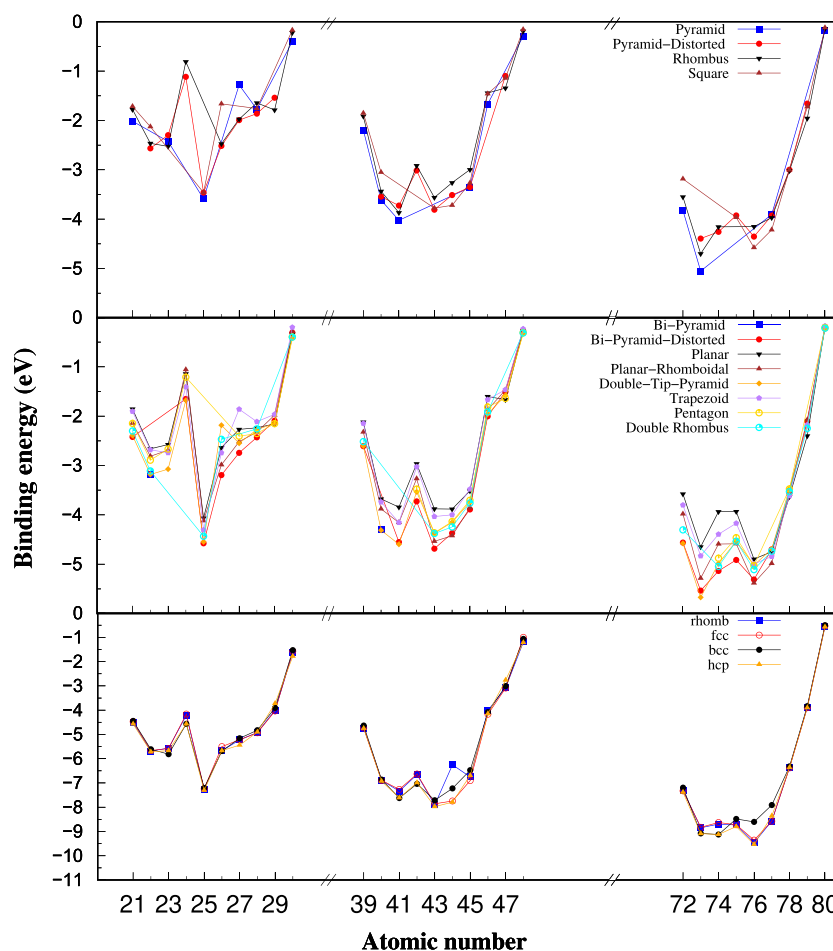 0
−1
−2
−3
−4
−5
Pyramid
Pyramid−Distorted
Rhombus
Square
0
−1
−2
−3
−4
−5
Bi−Pyramid
Bi−Pyramid−Distorted
Planar
Planar−Rhomboidal
Double−Tip−Pyramid
Trapezoid
Pentagon
Double Rhombus
Binding energy (eV)
0
−1
−2
−3
−4
−5
−6
−7
−8
−9
−10
−11
rhomb
fcc
bcc
hcp
21 23 25 27 29 39 41 43 45 47 72 74 76 78 80
Atomic number